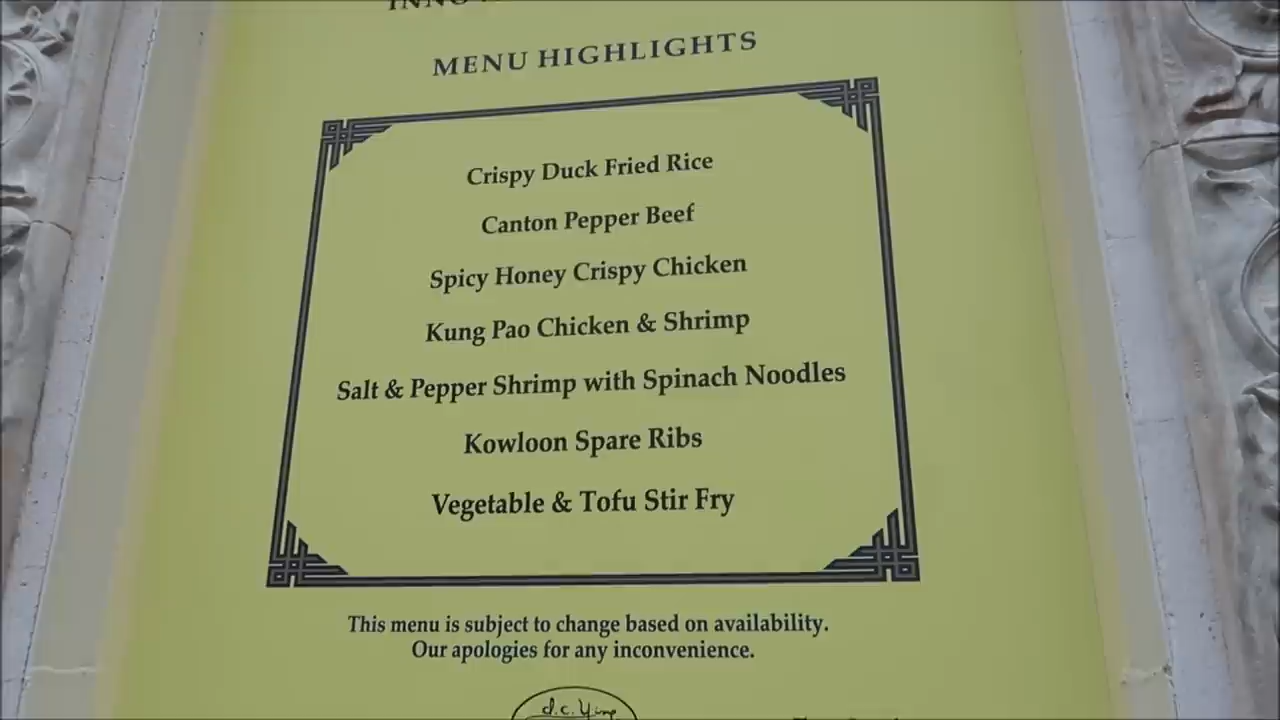 MENU HIGHLIGHTS
Crispy Duck Fried Rice
Canton Pepper Beef
Spicy Honey Crispy Chicken
Kung Pao Chicken & Shrimp
Salt & Pepper Shrimp with Spinach Noodles
Kowloon Spare Ribs
Vegetable & Tofu Stir Fry
This menu is subject to change based on availability.
Our apologies for any inconvenience.